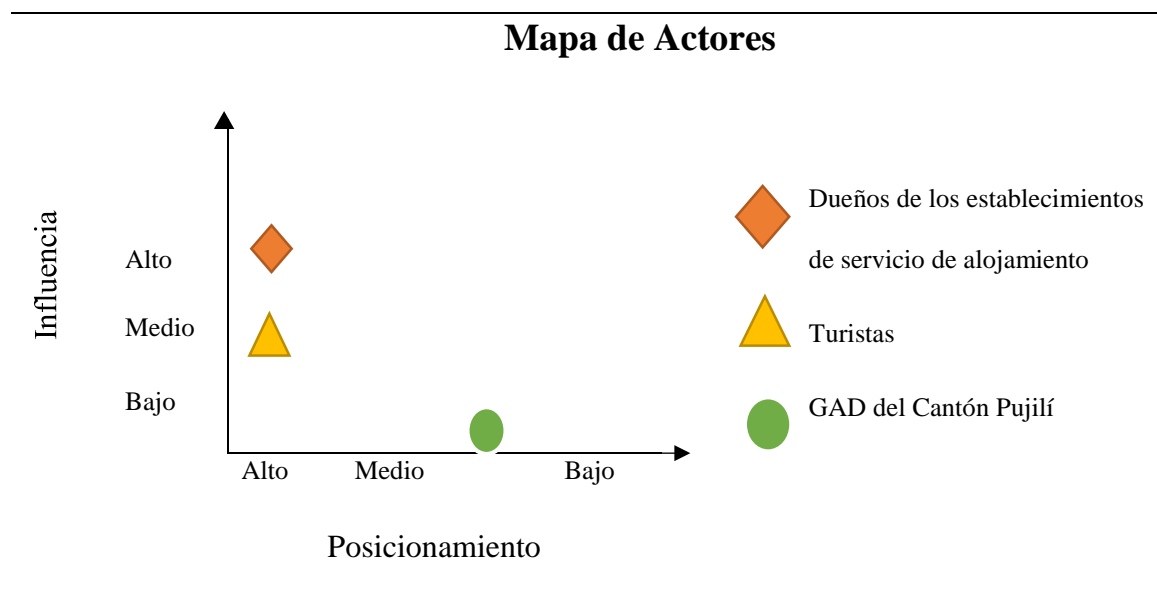 Mapa de Actores
Influencia
Alto
Medio
Bajo
Alto Medio Bajo
Posicionamiento
Dueños de los establecimientos
de servicio de alojamiento
Turistas
GAD del Cantón Pujilí